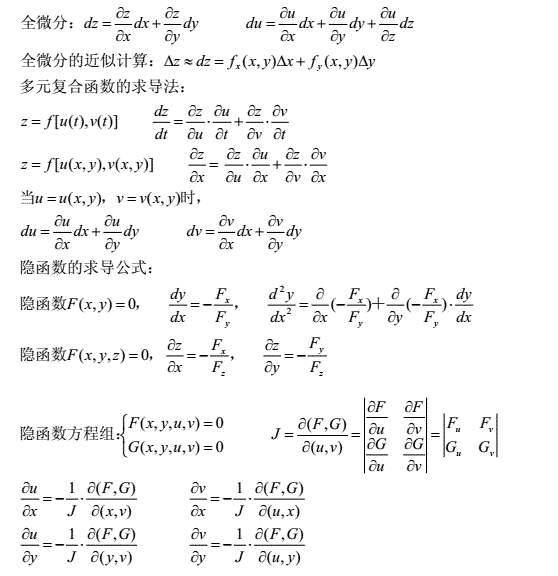 全微分：dz = ∂z/∂x dx + ∂z/∂y dy  du = ∂u/∂x dx + ∂u/∂y dy + ∂u/∂z dz
全微分的近似计算：Δz ≈ dz = fₓ(x,y)Δx + f_y(x,y)Δy
多元复合函数的求导法：
z = f[u(t),v(t)]  dz/dt = ∂z/∂u · ∂u/∂t + ∂z/∂v · ∂v/∂t
z = f[u(x,y),v(x,y)]  ∂z/∂x = ∂z/∂u · ∂u/∂x + ∂z/∂v · ∂v/∂x
当u = u(x,y)，v = v(x,y)时，
du = ∂u/∂x dx + ∂u/∂y dy  dv = ∂v/∂x dx + ∂v/∂y dy
隐函数的求导公式：
隐函数F(x,y) = 0，  dy/dx = −F_x/F_y，  d²y/dx² = ∂/∂x(−F_x/F_y)＋∂/∂y(−F_x/F_y)·dy/dx
隐函数F(x,y,z) = 0，∂z/∂x = −F_x/F_z，  ∂z/∂y = −F_y/F_z
隐函数方程组:{F(x,y,u,v) = 0  G(x,y,u,v) = 0  J = ∂(F,G)/∂(u,v) = |∂F/∂u ∂F/∂v; ∂G/∂u ∂G/∂v| = |F_u F_v; G_u G_v|
∂u/∂x = −1/J · ∂(F,G)/∂(x,v)  ∂v/∂x = −1/J · ∂(F,G)/∂(u,x)
∂u/∂y = −1/J · ∂(F,G)/∂(y,v)  ∂v/∂y = −1/J · ∂(F,G)/∂(u,y)